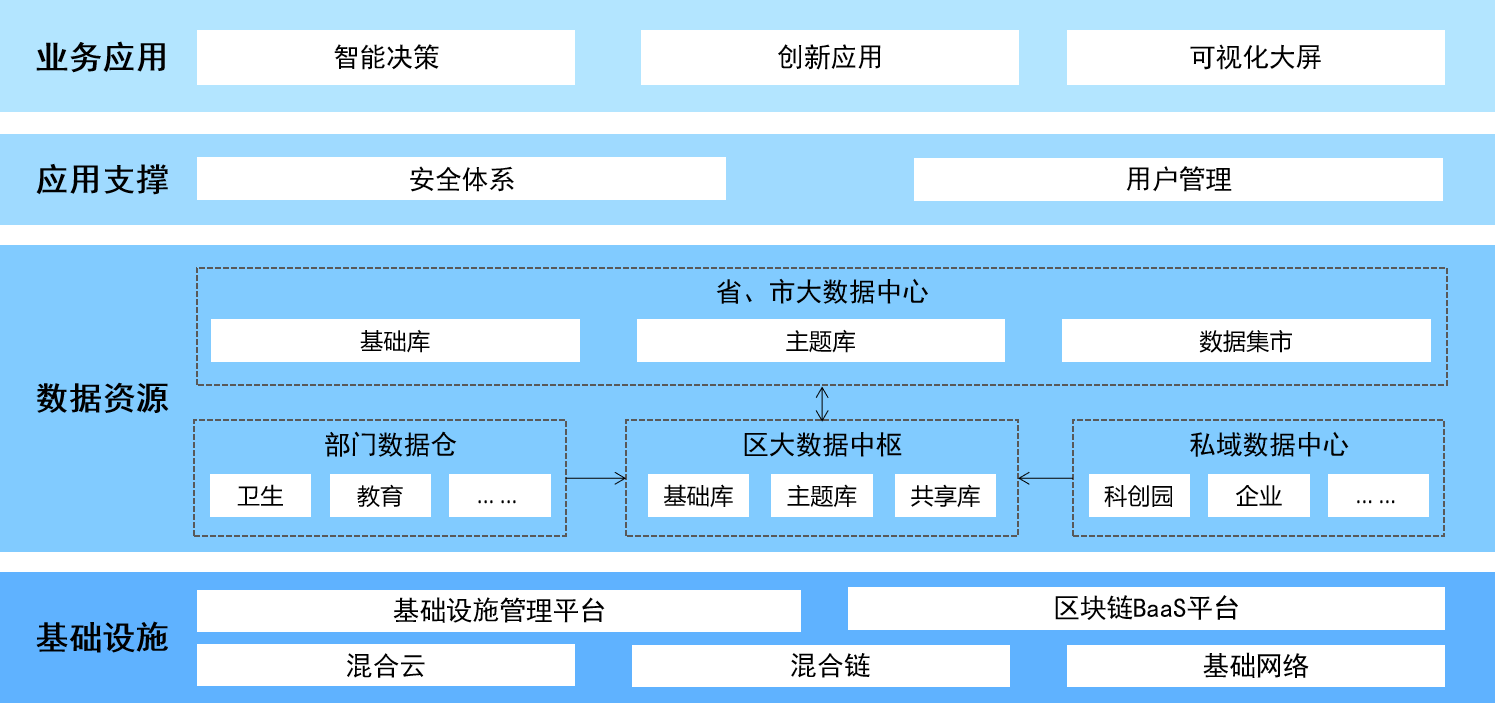 业务应用
智能决策
创新应用
可视化大屏
应用支撑
安全体系
用户管理
数据资源
省、市大数据中心
基础库
主题库
数据集市
部门数据仓
卫生
教育
... ...
区大数据中枢
基础库
主题库
共享库
私域数据中心
科创园
企业
... ...
基础设施
基础设施管理平台
区块链BaaS平台
混合云
混合链
基础网络